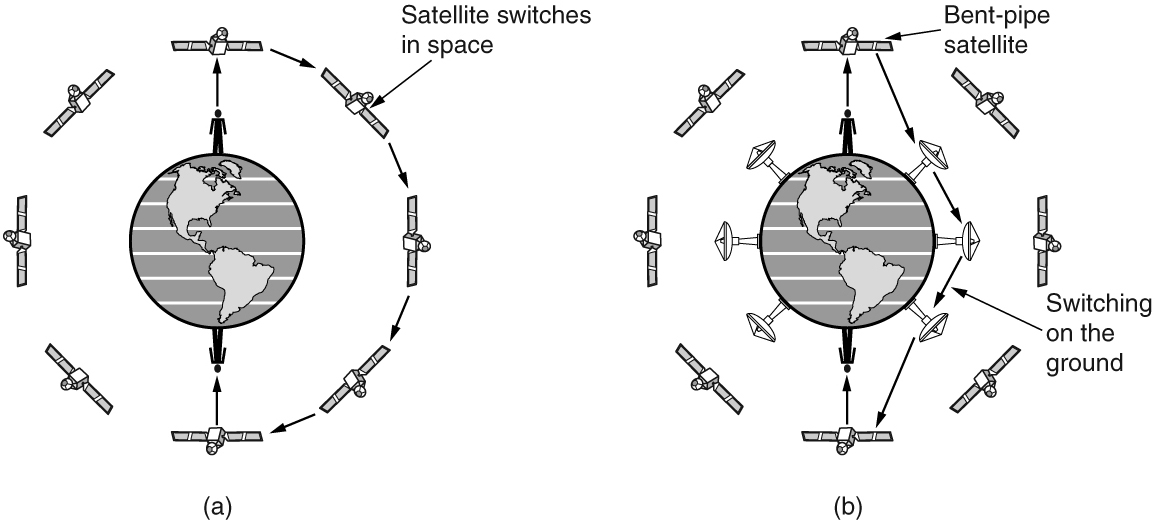 Satellite switches
in space
Bent-pipe
satellite
Switching
on the
ground
(a)
(b)